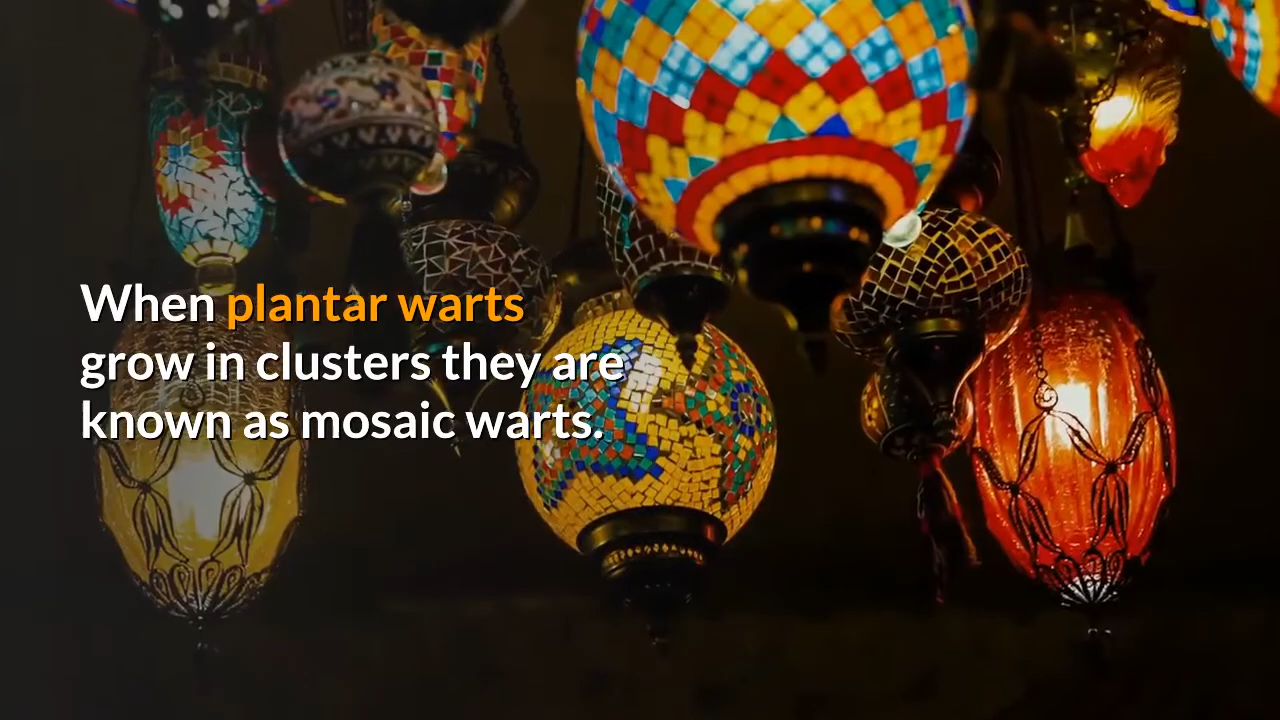 When plantar warts
grow in clusters they are
known as mosaic warts.